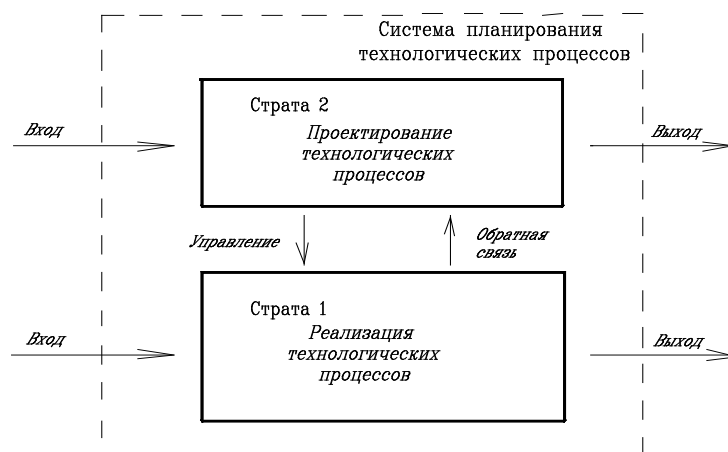 Система планирования
технологических процессов
Страта 2
Вход
Проектирование
технологических
процессов
Выход
Управление
Обратная
связь
Страта 1
Вход
Реализация
технологических
процессов
Выход